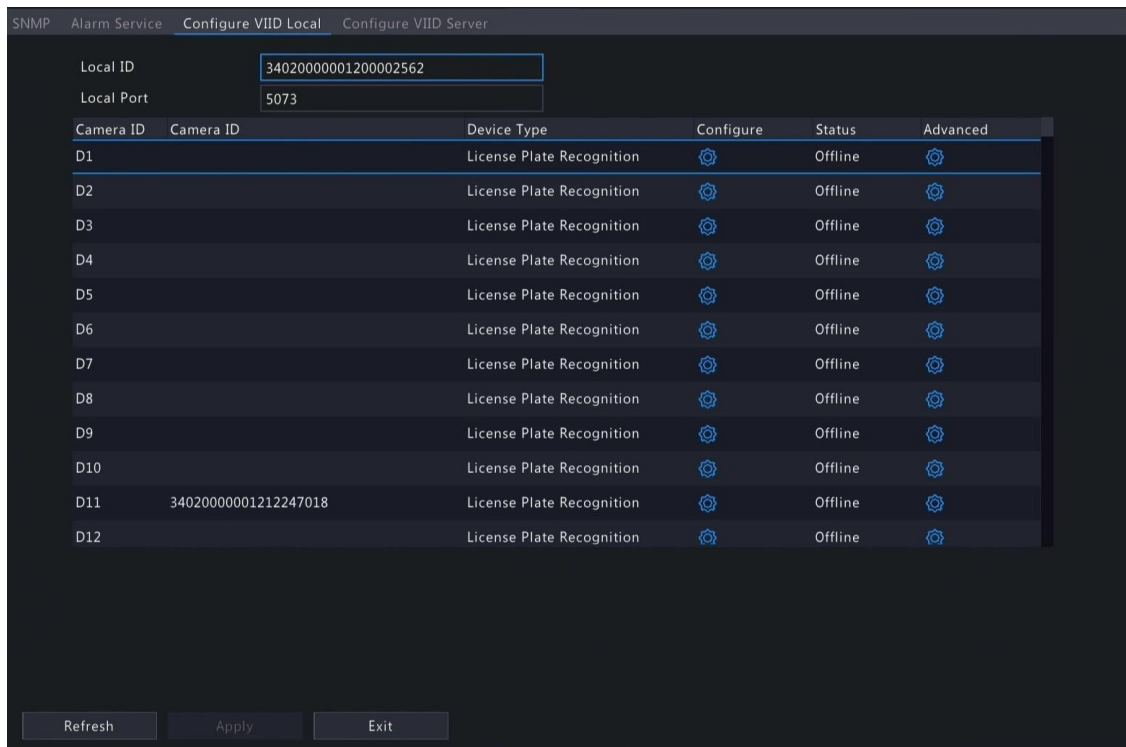 SNMP Alarm Service Configure VIID Local Configure VIID Server
Local ID 34020000001200002562
Local Port 5073
Camera ID Camera ID Device Type Configure Status Advanced
D1 License Plate Recognition Offline
D2 License Plate Recognition Offline
D3 License Plate Recognition Offline
D4 License Plate Recognition Offline
D5 License Plate Recognition Offline
D6 License Plate Recognition Offline
D7 License Plate Recognition Offline
D8 License Plate Recognition Offline
D9 License Plate Recognition Offline
D10 License Plate Recognition Offline
D11 34020000001212247018 License Plate Recognition Offline
D12 License Plate Recognition Offline
Refresh Apply Exit